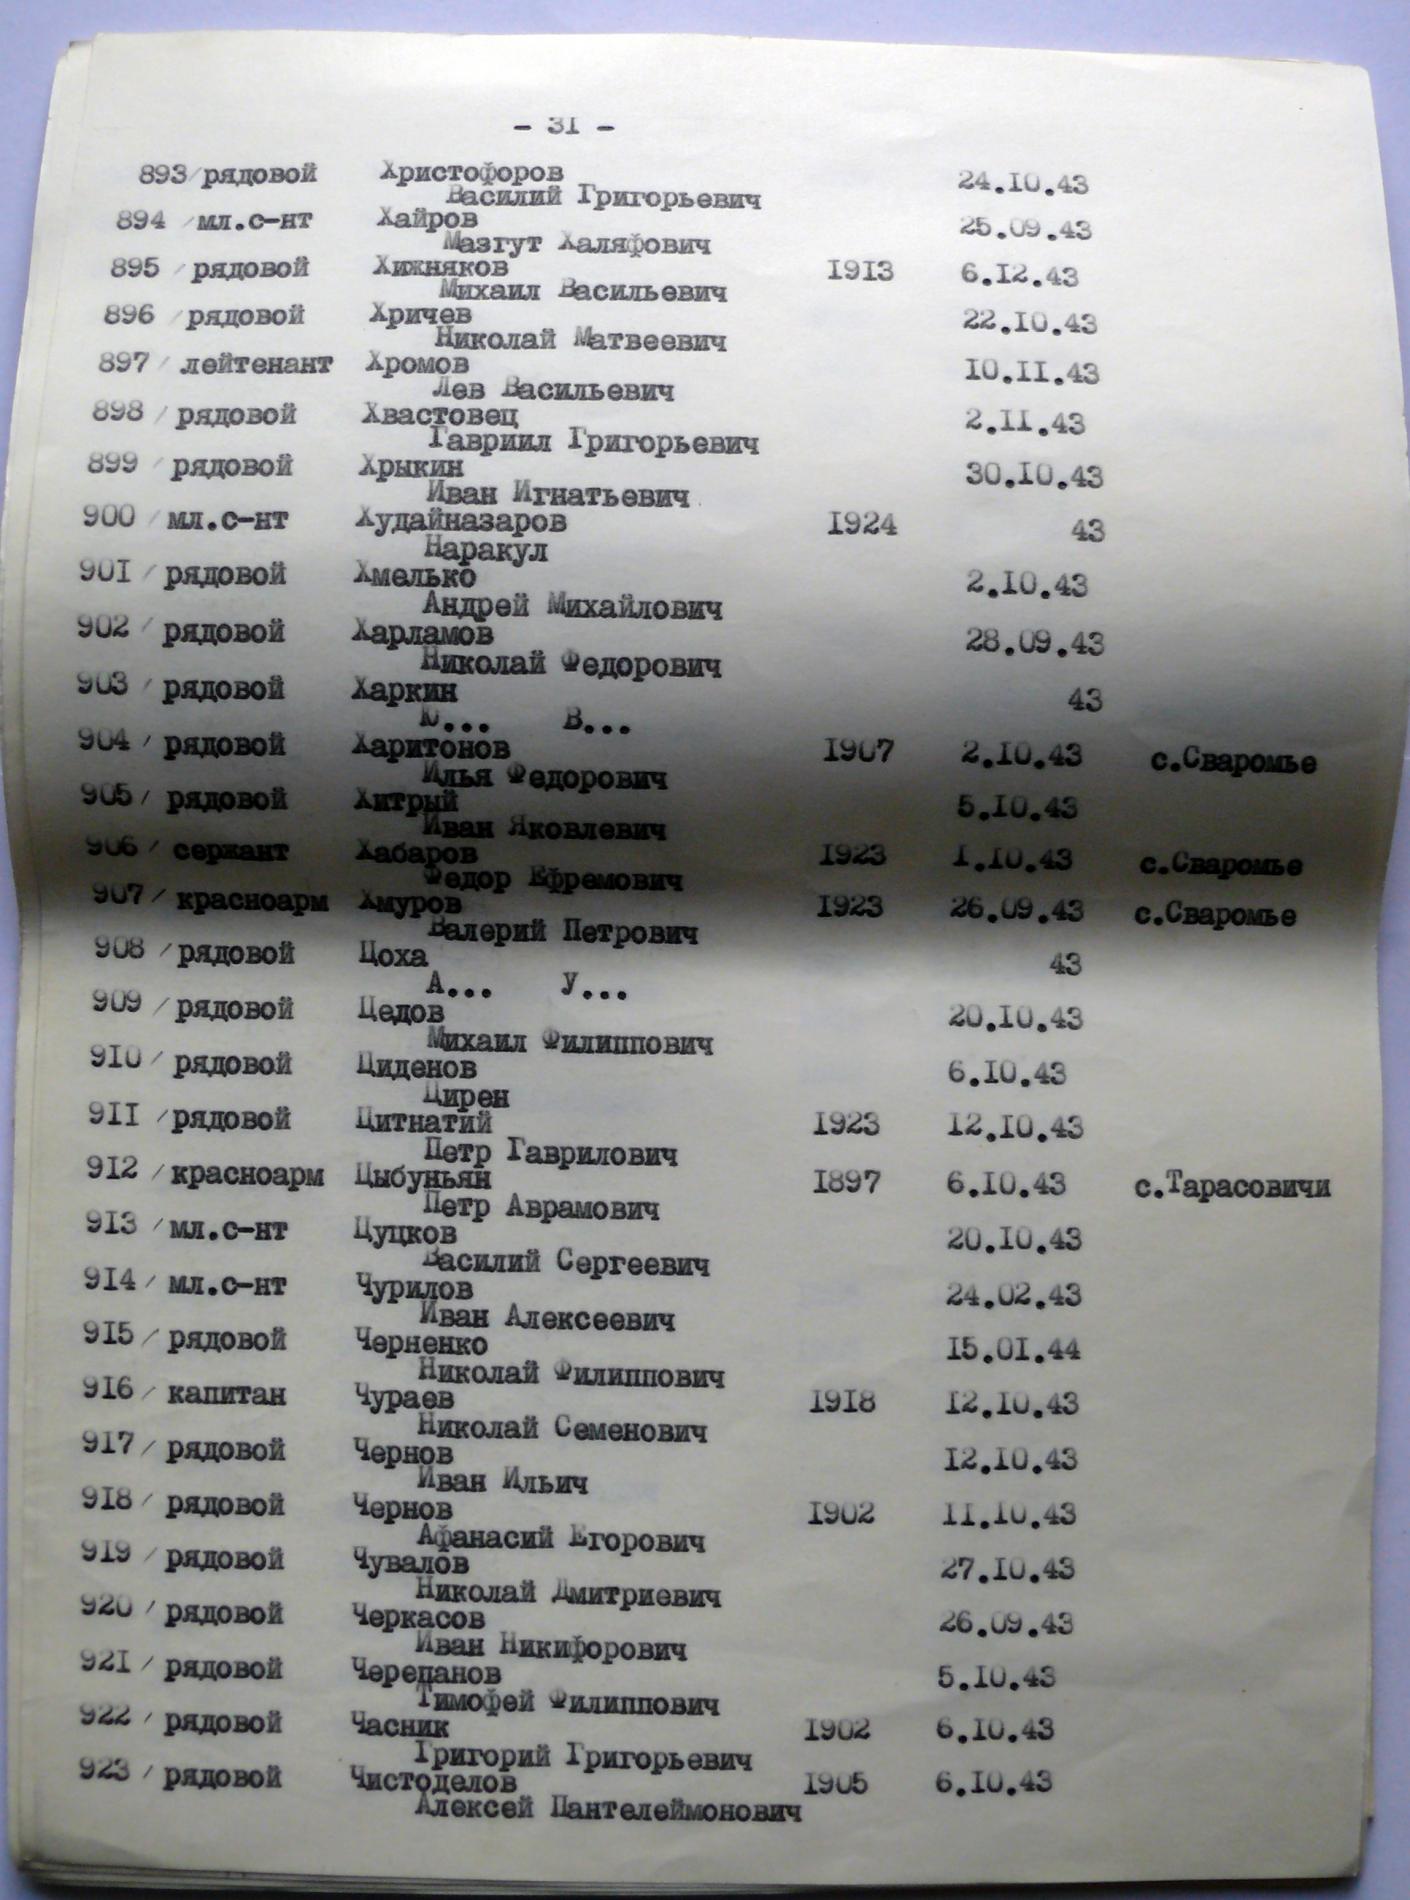 - 31 -
893/рядовой Христофоров 24.10.43
Василий Григорьевич
894 /мл.с-нт Хайров 25.09.43
Мазгут Халяфович
895 /рядовой Хижняков 1913 6.12.43
Михаил Васильевич
896 /рядовой Хричев 22.10.43
Николай Матвеевич
897/ лейтенант Хромов 10.11.43
Лев Васильевич
898 /рядовой Хвастовец 2.11.43
Гавриил Григорьевич
899 /рядовой Хрыкин 30.10.43
Иван Игнатьевич
900 /мл.с-нт Худайназаров 1924 43
Наракул
901 /рядовой Хмелько 2.10.43
Андрей Михайлович
902 /рядовой Харламов 28.09.43
Николай Федорович
903 /рядовой Харкин 43
Ю... В...
904 /рядовой Харитонов 1907 2.10.43 с.Сваромье
Илья Федорович
905/ рядовой Хитрый 5.10.43
Иван Яковлевич
906/ сержант Хабаров 1923 1.10.43 с.Сваромье
Федор Ефремович
907/ красноарм Хмуров 1923 26.09.43 с.Сваромье
Валерий Петрович
908 /рядовой Цоха 43
А... У...
909 /рядовой Цедов 20.10.43
Михаил Филиппович
910/ рядовой Циденов 6.10.43
Цирен
911 /рядовой Цитнатий 1923 12.10.43
Петр Гаврилович
912 /красноарм Цыбуньян 1897 6.10.43 с.Тарасовичи
Петр Аврамович
913 /мл.с-нт Цуцков 20.10.43
Василий Сергеевич
914 /мл.с-нт Чурилов 24.02.43
Иван Алексеевич
915/ рядовой Черненко 15.01.44
Николай Филиппович
916/ капитан Чураев 1918 12.10.43
Николай Семенович
917/ рядовой Чернов 12.10.43
Иван Ильич
918/ рядовой Чернов 1902 11.10.43
Афанасий Егорович
919 /рядовой Чувалов 27.10.43
Николай Дмитриевич
920 /рядовой Черкасов 26.09.43
Иван Никифорович
921 /рядовой Черепанов 5.10.43
Тимофей Филиппович
922 /рядовой Часник 1902 6.10.43
Григорий Григорьевич
923 /рядовой Чистоделов 1905 6.10.43
Алексей Пантелеймонович